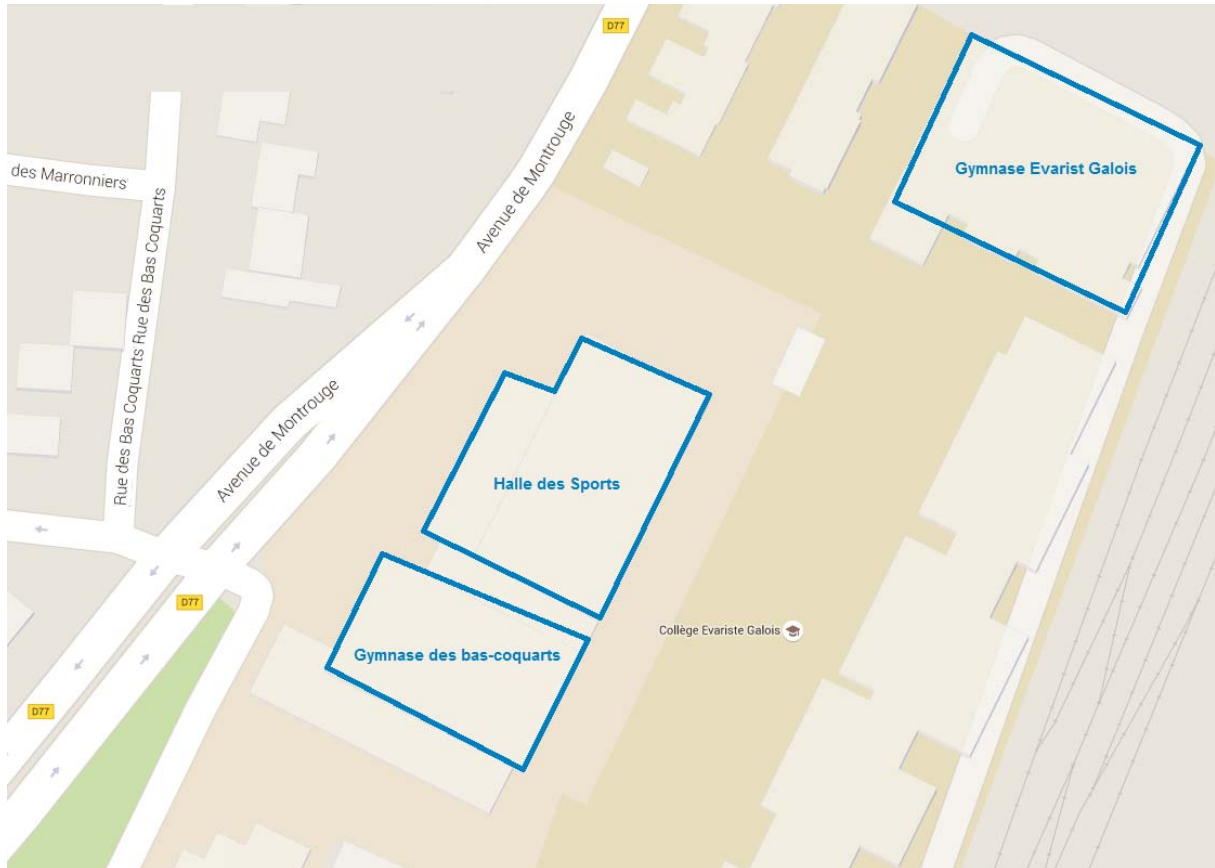 D77
des Marronniers
Rue des Bas Coquarts
Rue des Bas Coquarts
Avenue de Montrouge
Gymnase Evarist Galois
Avenue de Montrouge
Halle des Sports
D77
Collège Evariste Galois
Gymnase des bas-coquarts
D77